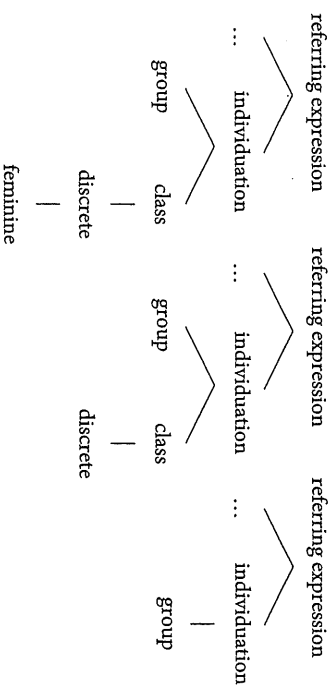 referring expression referring expression referring expression
... individuation ... individuation ... individuation
group class group class group
discrete discrete
feminine